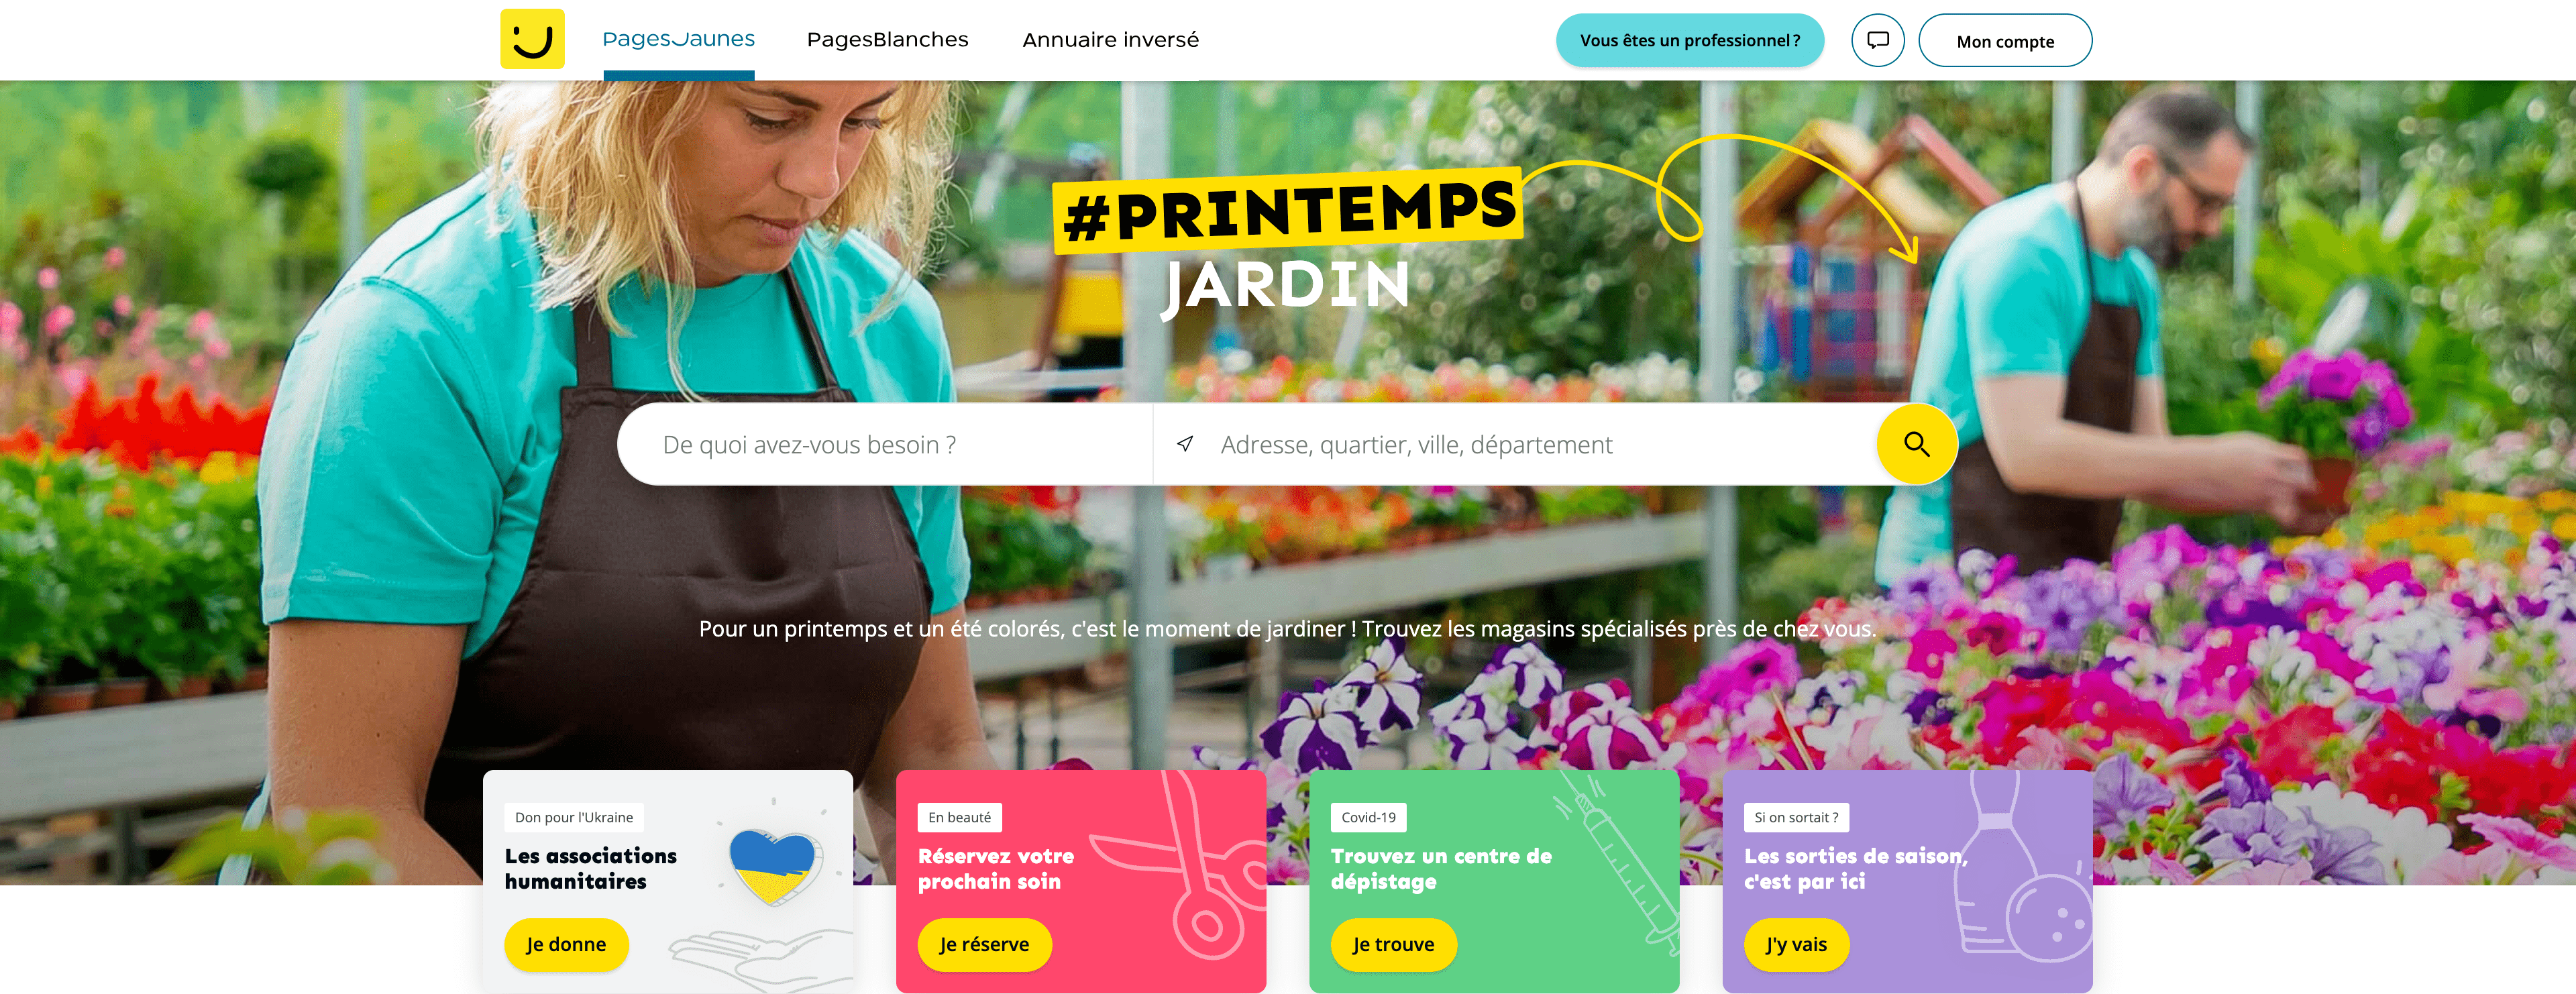 PagesJaunes
PagesBlanches
Annuaire inversé
Vous êtes un professionnel ?
Mon compte
#PRINTEMPS
JARDIN
De quoi avez-vous besoin ?
Adresse, quartier, ville, département
Pour un printemps et un été colorés, c'est le moment de jardiner ! Trouvez les magasins spécialisés près de chez vous.
Don pour l'Ukraine
Les associations
humanitaires
Je donne
En beauté
Réservez votre
prochain soin
Je réserve
Covid-19
Trouvez un centre de
dépistage
Je trouve
Si on sortait ?
Les sorties de saison,
c'est par ici
J'y vais